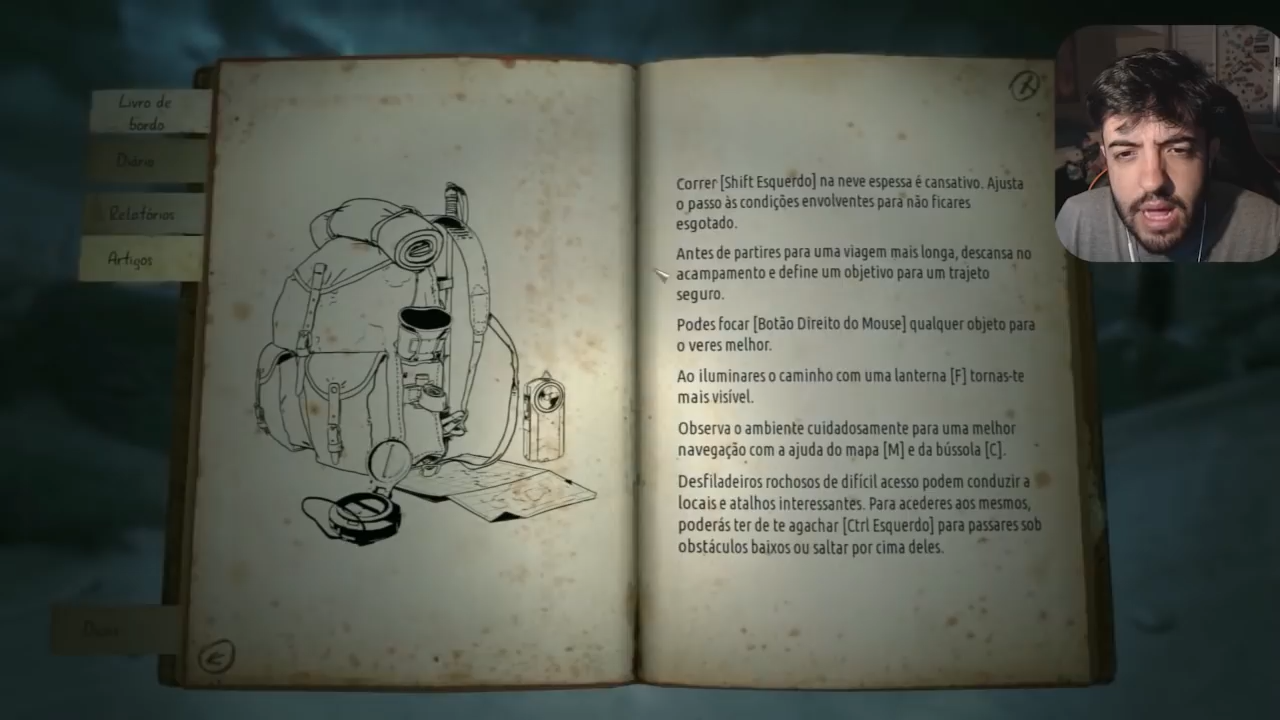 Livro de
bordo
Diário
Relatórios
Artigos
Correr [Shift Esquerdo] na neve espessa é cansativo. Ajusta
o passo às condições envolventes para não ficares
esgotado.
Antes de partires para uma viagem mais longa, descansa no
acampamento e define um objetivo para um trajeto
seguro.
Podes focar [Botão Direito do Mouse] qualquer objeto para
o veres melhor.
Ao iluminares o caminho com uma lanterna [F] tornas-te
mais visível.
Observa o ambiente cuidadosamente para uma melhor
navegação com a ajuda do mapa [M] e da bússola [C].
Desfiladeiros rochosos de difícil acesso podem conduzir a
locais e atalhos interessantes. Para acederes aos mesmos,
poderás ter de te agachar [Ctrl Esquerdo] para passares sob
obstáculos baixos ou saltar por cima deles.